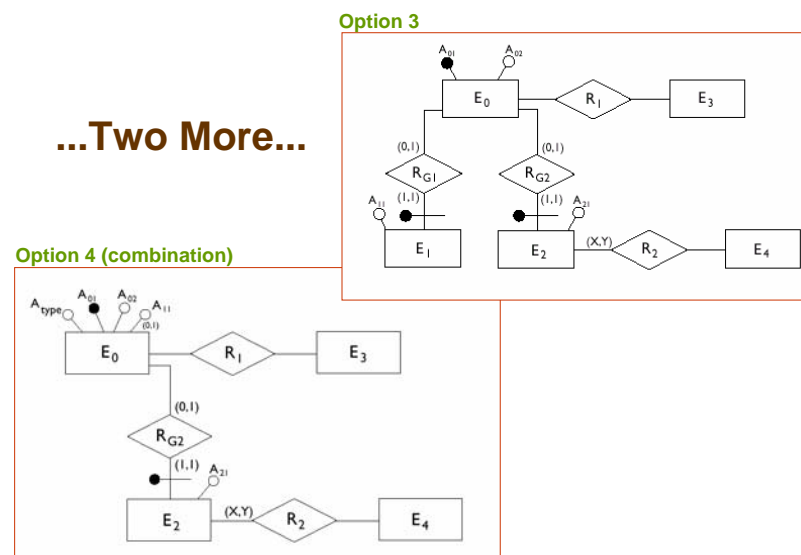 Option 3
A01 A02
E0 R1 E3
...Two More...
(0,1) (0,1)
RG1 RG2
(1,1) (1,1)
A11 A21
E1 E2 (X,Y) R2 E4
Option 4 (combination)
Atype A01 A02 A11
(0,1)
E0 R1 E3
(0,1)
RG2
(1,1)
A21
E2 (X,Y) R2 E4